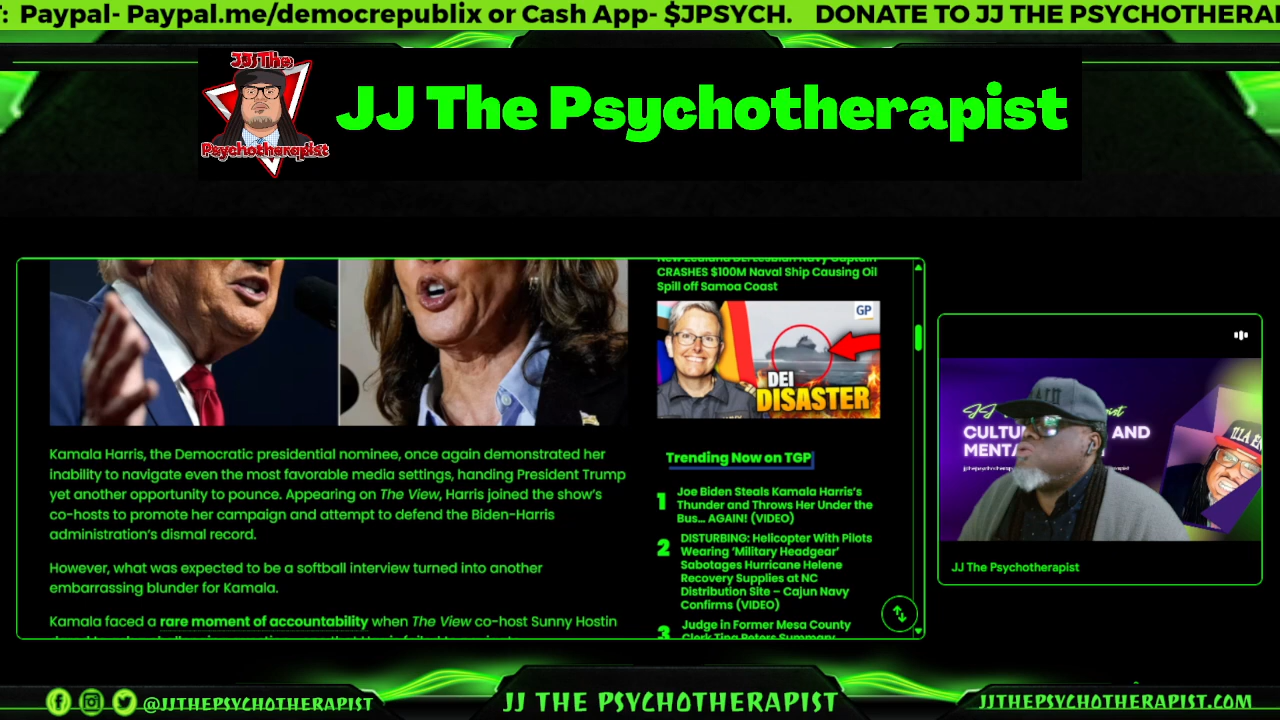 Paypal- Paypal.me/democrepublix or Cash App- $JPSYCH. DONATE TO JJ THE
JJ The
Psychotherapist
JJ The Psychotherapist
CRASHES $100M Naval Ship Causing Oil
Spill off Samoa Coast
GP
DEI
DISASTER
Kamala Harris, the Democratic presidential nominee, once again demonstrated her
inability to navigate even the most favorable media settings, handing President Trump
yet another opportunity to pounce. Appearing on The View, Harris joined the show's
co-hosts to promote her campaign and attempt to defend the Biden-Harris
administration's dismal record.
However, what was expected to be a softball interview turned into another
embarrassing blunder for Kamala.
Kamala faced a rare moment of accountability when The View co-host Sunny Hostin
Trending Now on TGP
1 Joe Biden Steals Kamala Harris's
Thunder and Throws Her Under the
Bus... AGAIN! (VIDEO)
2 DISTURBING: Helicopter With Pilots
Wearing 'Military Headgear'
Sabotages Hurricane Helene
Recovery Supplies at NC
Distribution Site – Cajun Navy
Confirms (VIDEO)
3 Judge in Former Mesa County
AND
JJ The Psychotherapist
@JJTHEPSYCHOTHERAPIST
JJ THE PSYCHOTHERAPIST
JJTHEPSYCHOTHERAPIST.COM